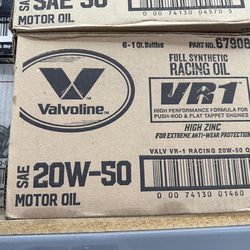 SAE 30
MOTOR OIL
0 74130 04570 5
6 - 1 Qt. Bottles
PART NO. 67908
FULL SYNTHETIC
RACING OIL
V
Valvoline
VR1
HIGH PERFORMANCE FORMULA FOR
PUSH-ROD & FLAT TAPPET ENGINES
HIGH ZINC
FOR EXTREME ANTI-WEAR PROTECTION
VALV VR-1 RACING 20W-50 Q
SAE 20W-50
MOTOR OIL
0 00 74130 01460